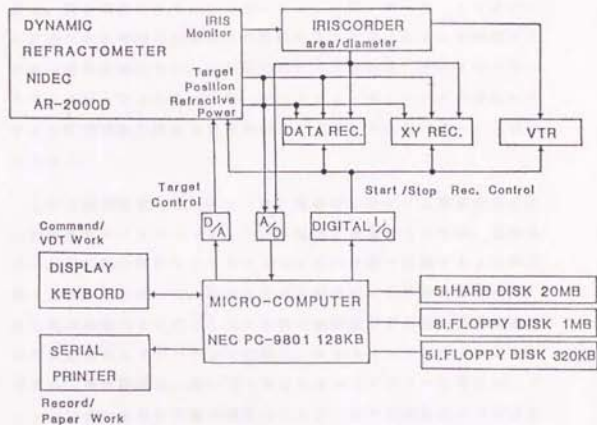 DYNAMIC
REFRACTOMETER
NIDEC
AR-2000D
IRIS
Monitor
Target
Position
Refractive
Power
IRISCORDER
area/diameter
DATA REC.
XY REC.
VTR
Target
Control
Start/Stop Rec. Control
D/A
A/D
DIGITAL I/O
Command/
VDT Work
DISPLAY
KEYBORD
MICRO-COMPUTER
NEC PC-9801 128KB
5I.HARD DISK 20MB
8I.FLOPPY DISK 1MB
5I.FLOPPY DISK 320KB
SERIAL
PRINTER
Record/
Paper Work